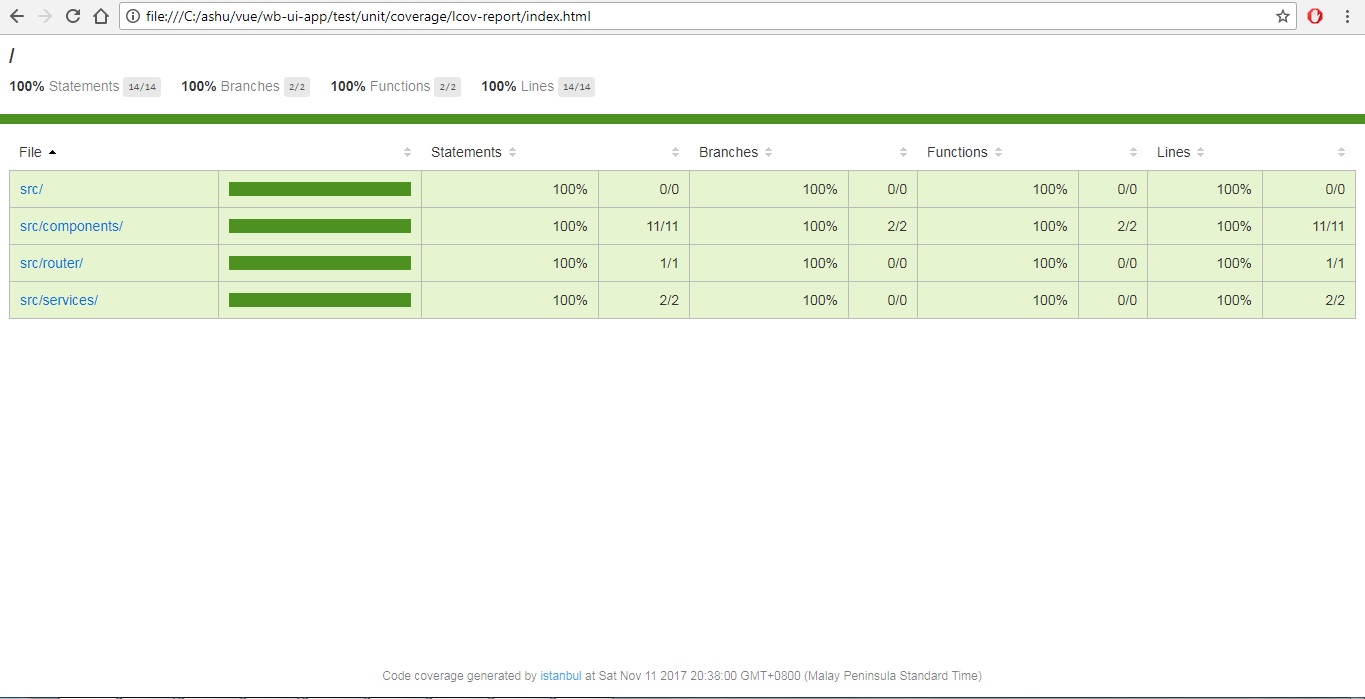 file:///C:/ashu/vue/wb-ui-app/test/unit/coverage/lcov-report/index.html
/
100% Statements 14/14 100% Branches 2/2 100% Functions 2/2 100% Lines 14/14
File Statements Branches Functions Lines
src/ 100% 0/0 100% 0/0 100% 0/0 100% 0/0
src/components/ 100% 11/11 100% 2/2 100% 2/2 100% 11/11
src/router/ 100% 1/1 100% 0/0 100% 0/0 100% 1/1
src/services/ 100% 2/2 100% 0/0 100% 0/0 100% 2/2
Code coverage generated by istanbul at Sat Nov 11 2017 20:38:00 GMT+0800 (Malay Peninsula Standard Time)